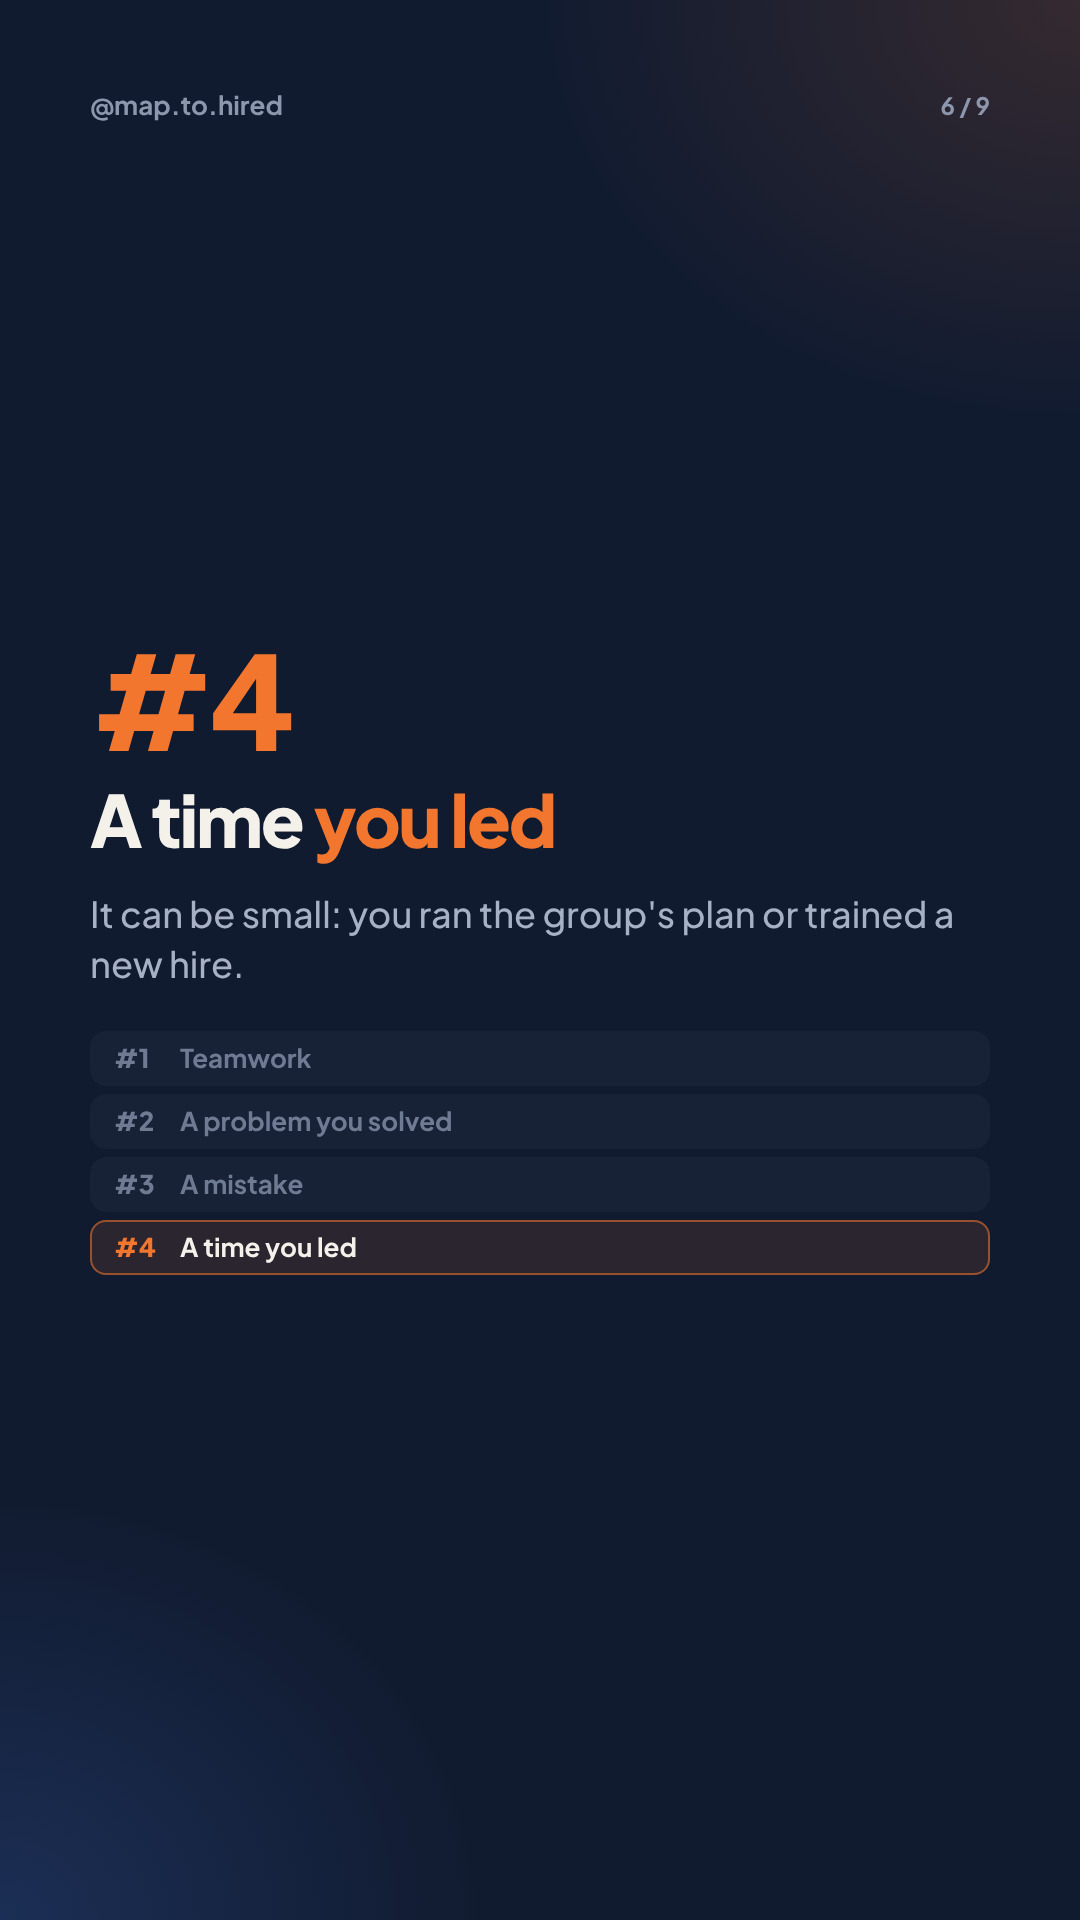 @map.to.hired
6 / 9
#4
A time you led
It can be small: you ran the group's plan or trained a
new hire.
#1 Teamwork
#2 A problem you solved
#3 A mistake
#4 A time you led